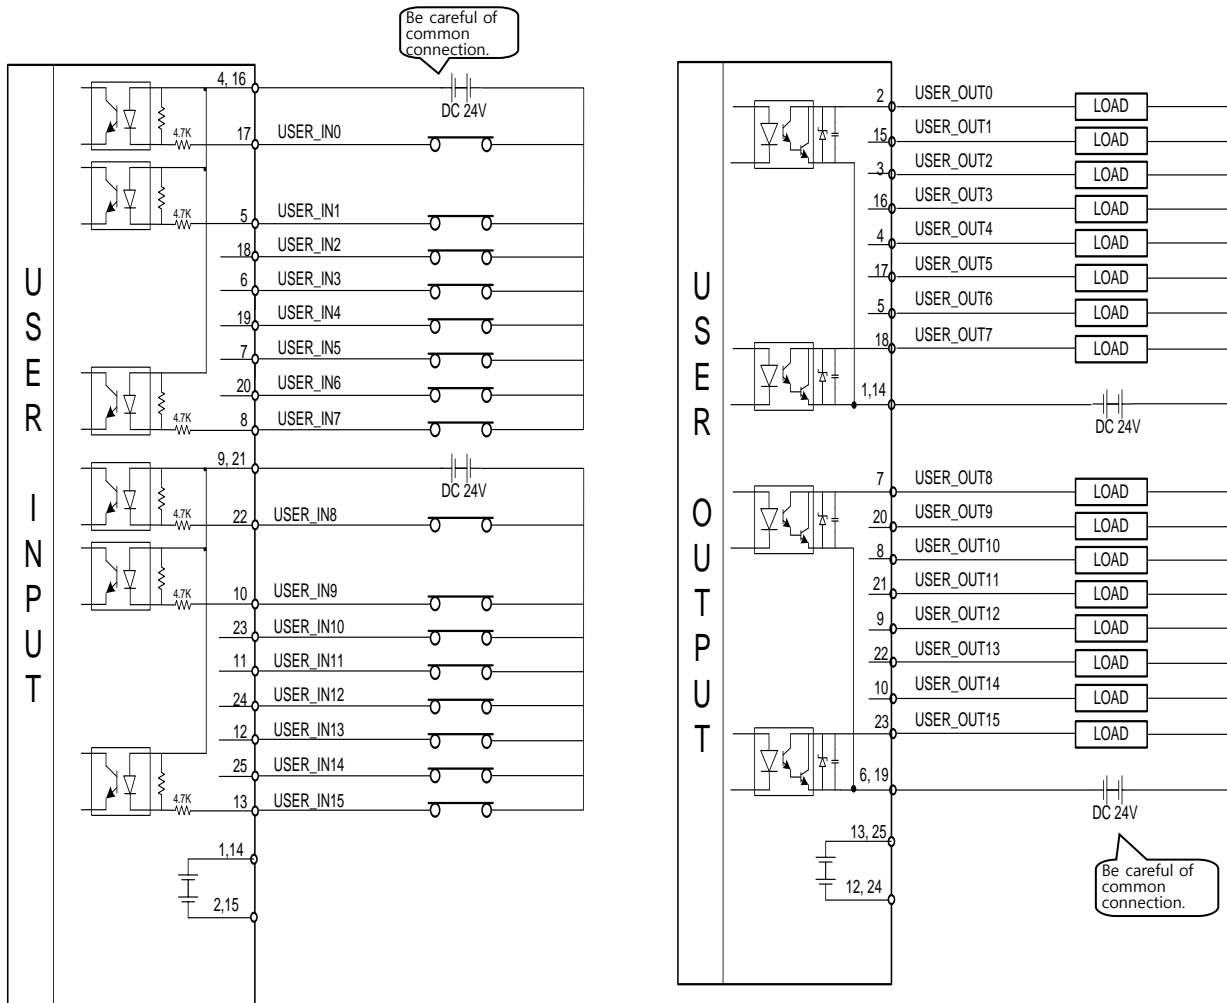 Be careful of
common
connection.
USER INPUT
4, 16
DC 24V
4.7K
17
USER_IN0
4.7K
5
USER_IN1
18
USER_IN2
6
USER_IN3
19
USER_IN4
7
USER_IN5
20
USER_IN6
4.7K
8
USER_IN7
9, 21
DC 24V
4.7K
22
USER_IN8
4.7K
10
USER_IN9
23
USER_IN10
11
USER_IN11
24
USER_IN12
12
USER_IN13
25
USER_IN14
4.7K
13
USER_IN15
1,14
2,15
USER OUTPUT
2 USER_OUT0 LOAD
15 USER_OUT1 LOAD
3 USER_OUT2 LOAD
16 USER_OUT3 LOAD
4 USER_OUT4 LOAD
17 USER_OUT5 LOAD
5 USER_OUT6 LOAD
18 USER_OUT7 LOAD
1,14
DC 24V
7 USER_OUT8 LOAD
20 USER_OUT9 LOAD
8 USER_OUT10 LOAD
21 USER_OUT11 LOAD
9 USER_OUT12 LOAD
22 USER_OUT13 LOAD
10 USER_OUT14 LOAD
23 USER_OUT15 LOAD
6, 19
DC 24V
13, 25
12, 24
Be careful of
common
connection.